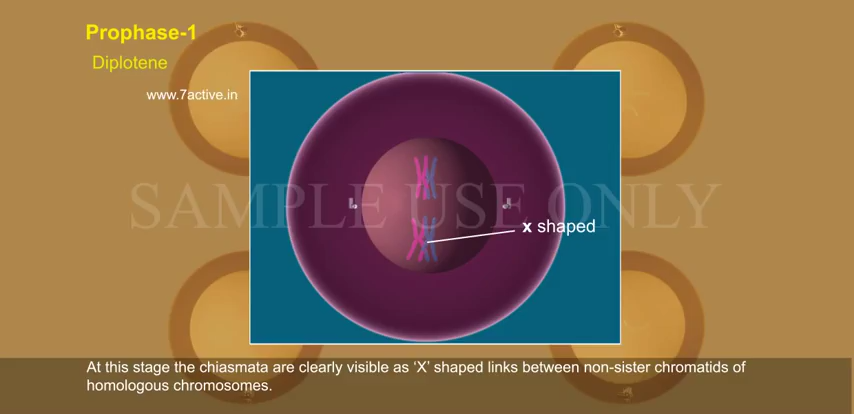 Prophase-1
Diplotene
www.7active.in
SAMPLE USE ONLY
x shaped
At this stage the chiasmata are clearly visible as ‘X’ shaped links between non-sister chromatids of
homologous chromosomes.